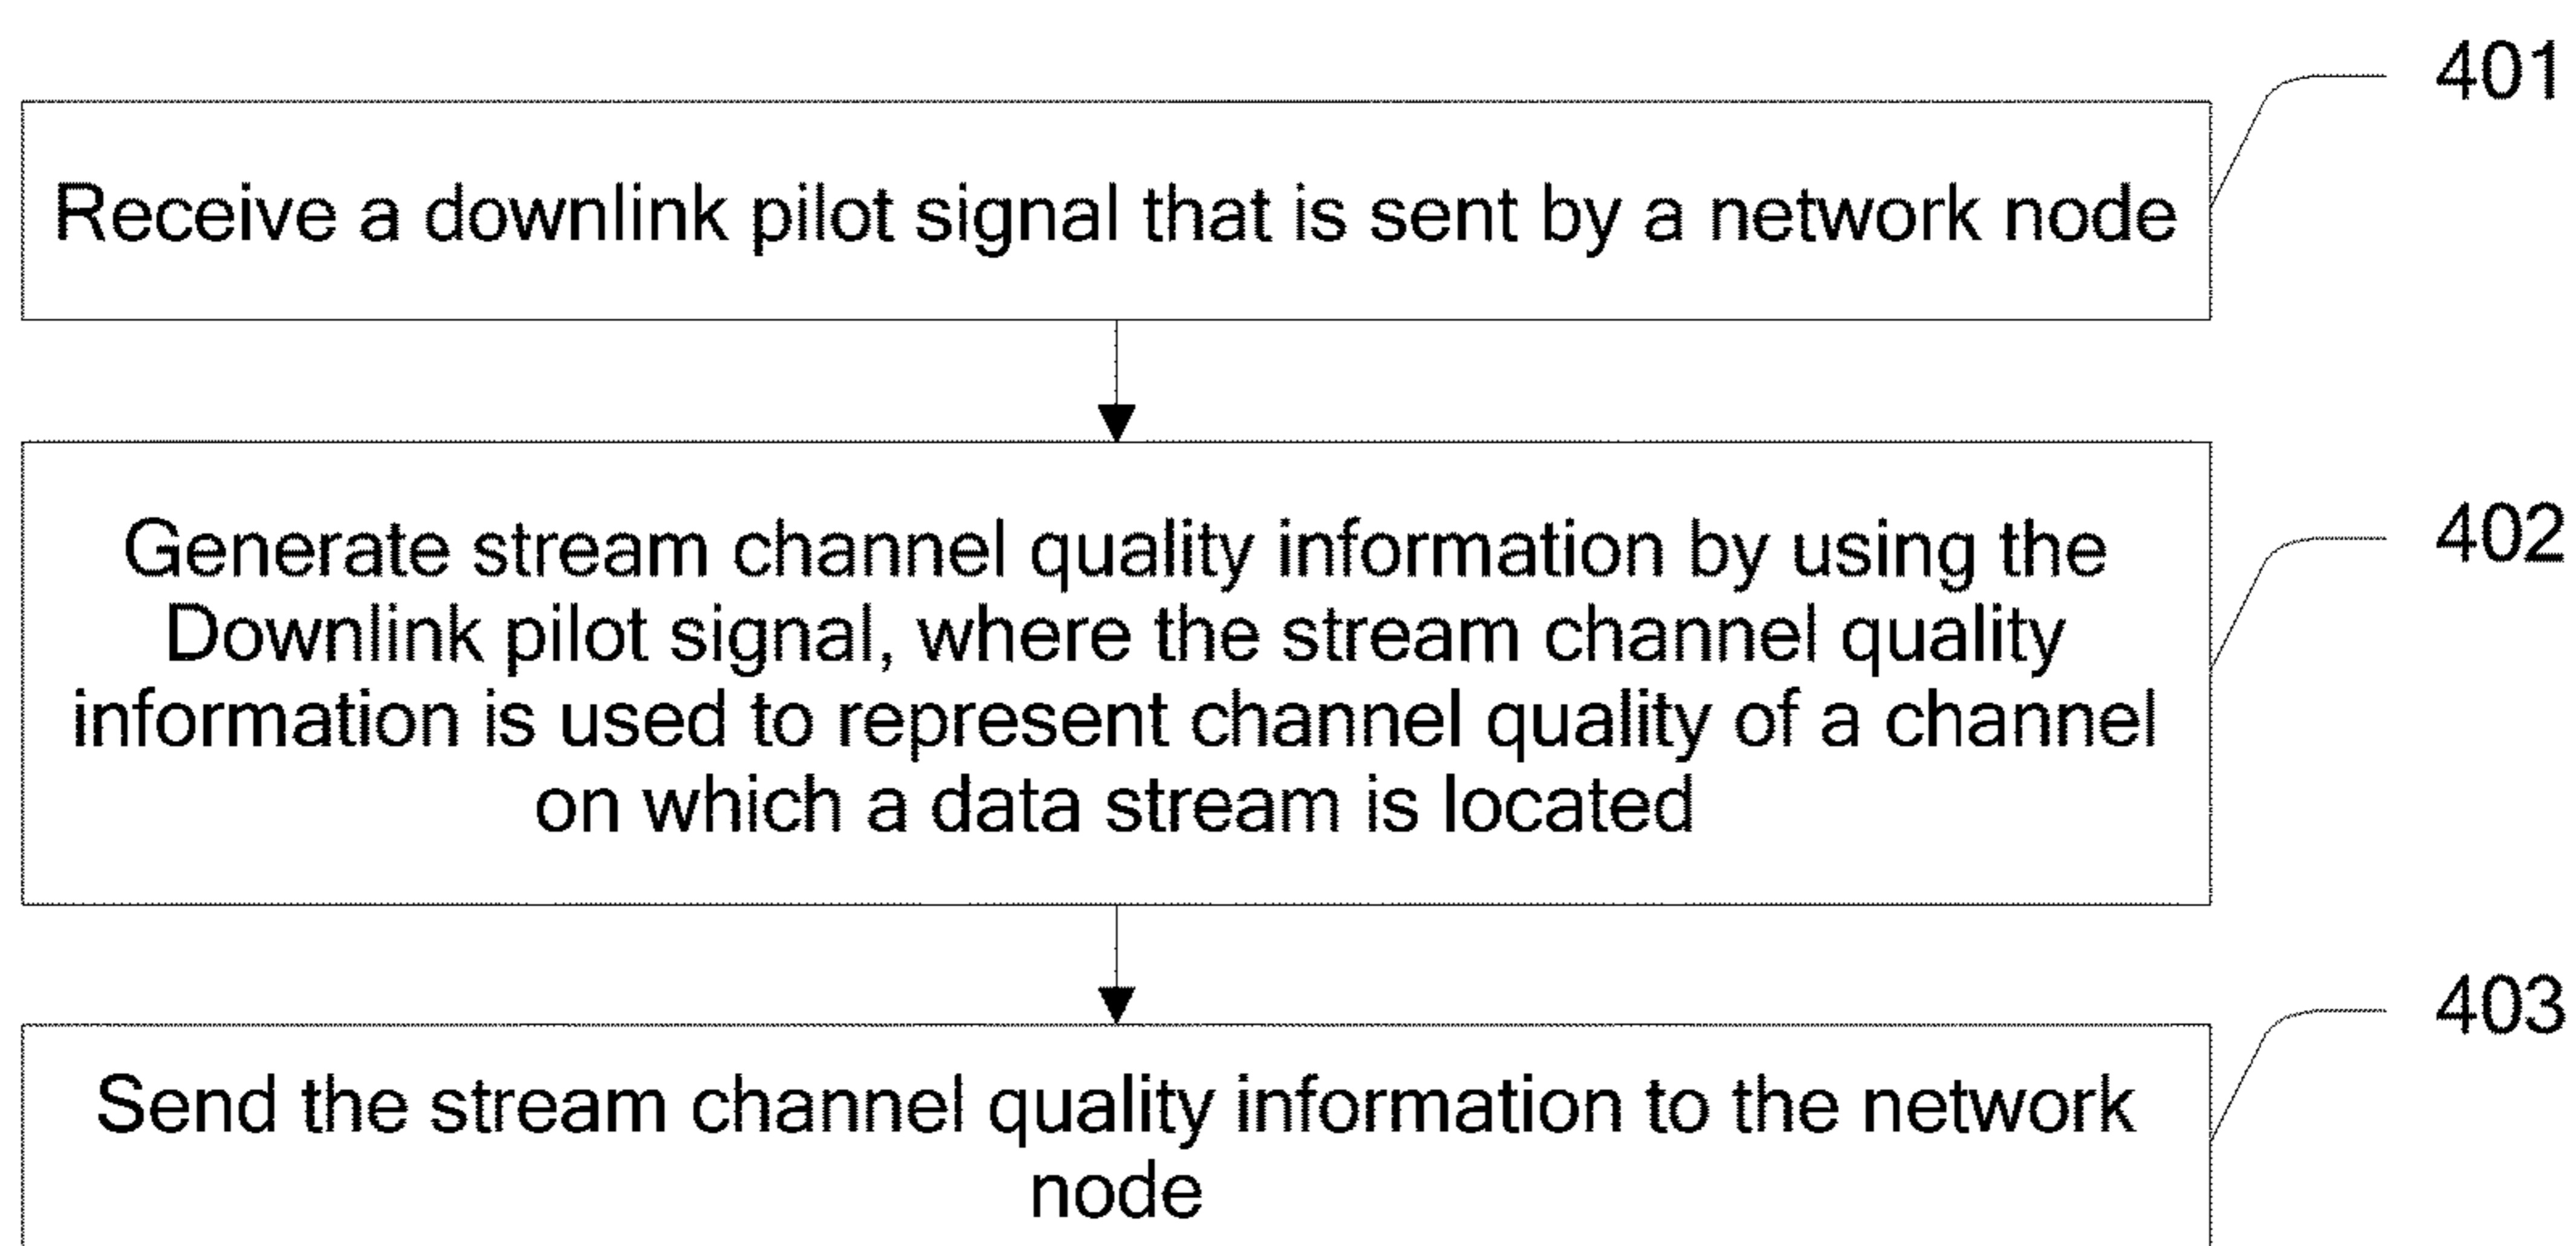 401
Receive a downlink pilot signal that is sent by a network node
402
Generate stream channel quality information by using the
Downlink pilot signal, where the stream channel quality
information is used to represent channel quality of a channel
on which a data stream is located
403
Send the stream channel quality information to the network
node